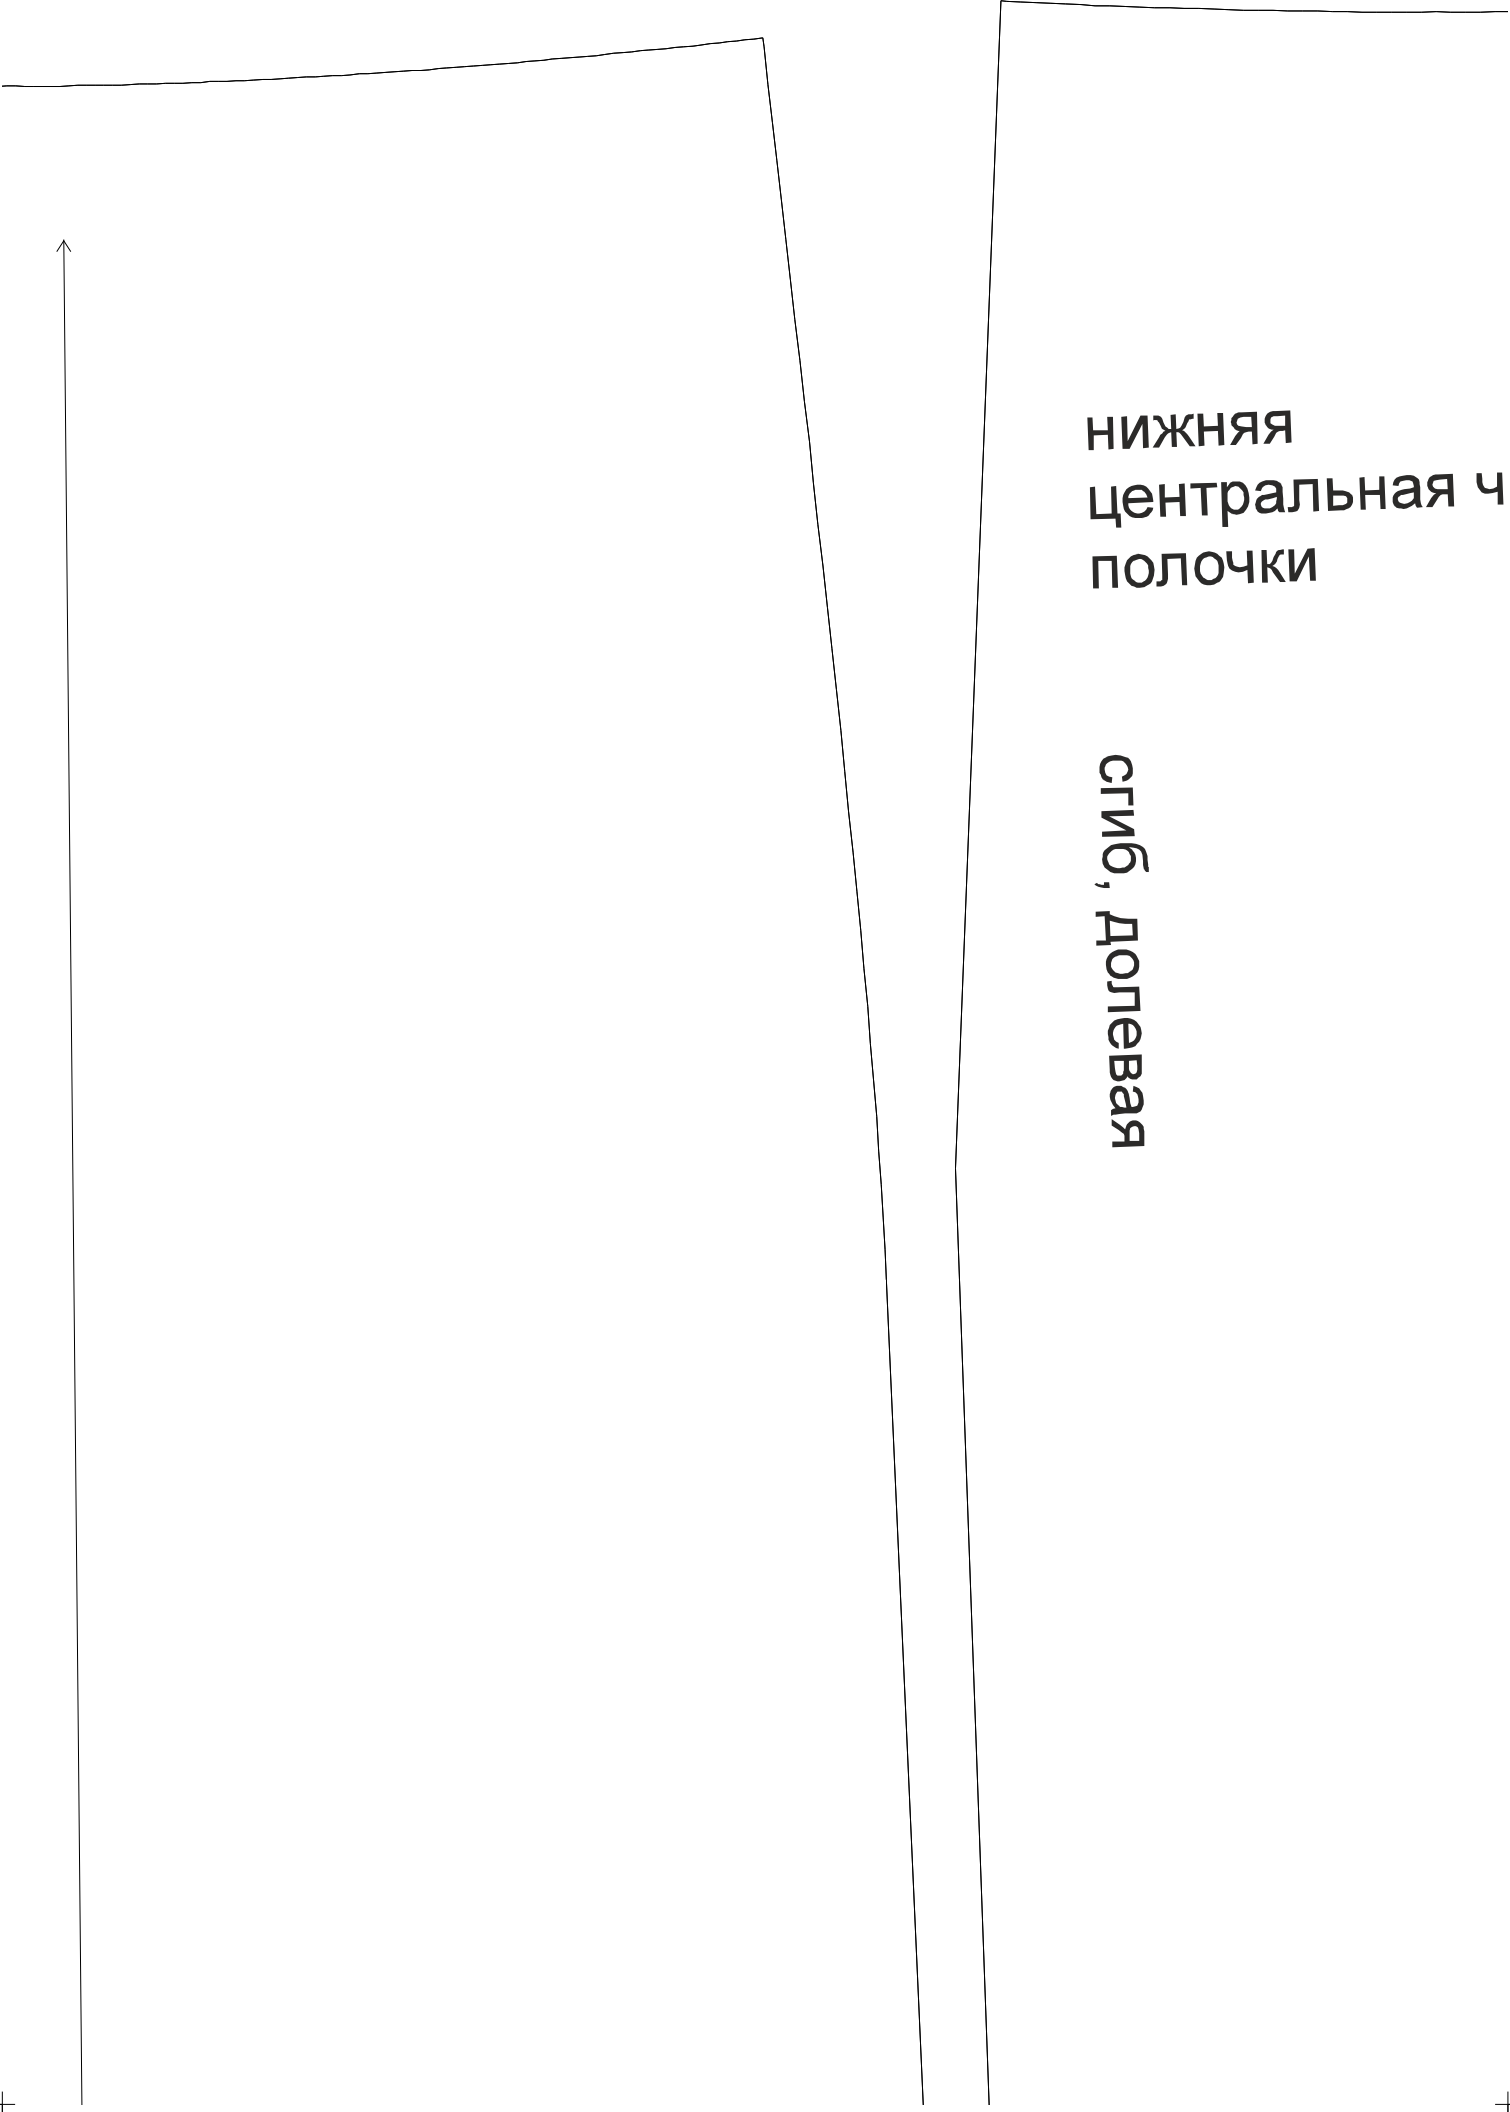 нижняя
центральная ч
полочки
сгиб, долевая